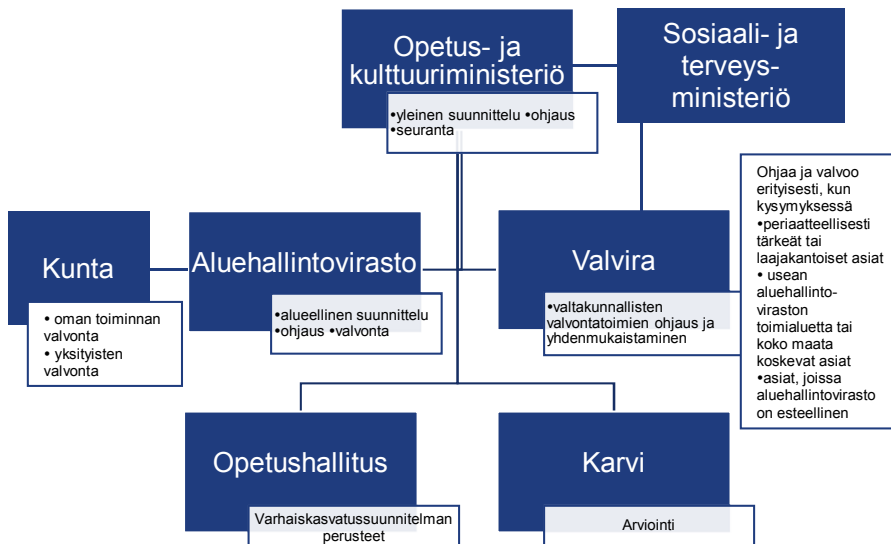 Opetus- ja
kulttuuriministeriö
•yleinen suunnittelu •ohjaus
•seuranta
Sosiaali- ja
terveys-
ministeriö
Kunta
• oman toiminnan
valvonta
• yksityisten
valvonta
Aluehallintovirasto
•alueellinen suunnittelu
•ohjaus •valvonta
Valvira
•valtakunnallisten
valvontatoimien ohjaus ja
yhdenmukaistaminen
Ohjaa ja valvoo
erityisesti, kun
kysymyksessä
•periaatteellisesti
tärkeät tai
laajakantoiset asiat
• usean
aluehallinto-
viraston
toimialuetta tai
koko maata
koskevat asiat
•asiat, joissa
aluehallintovirasto
on esteellinen
Opetushallitus
Varhaiskasvatussuunnitelman
perusteet
Karvi
Arviointi